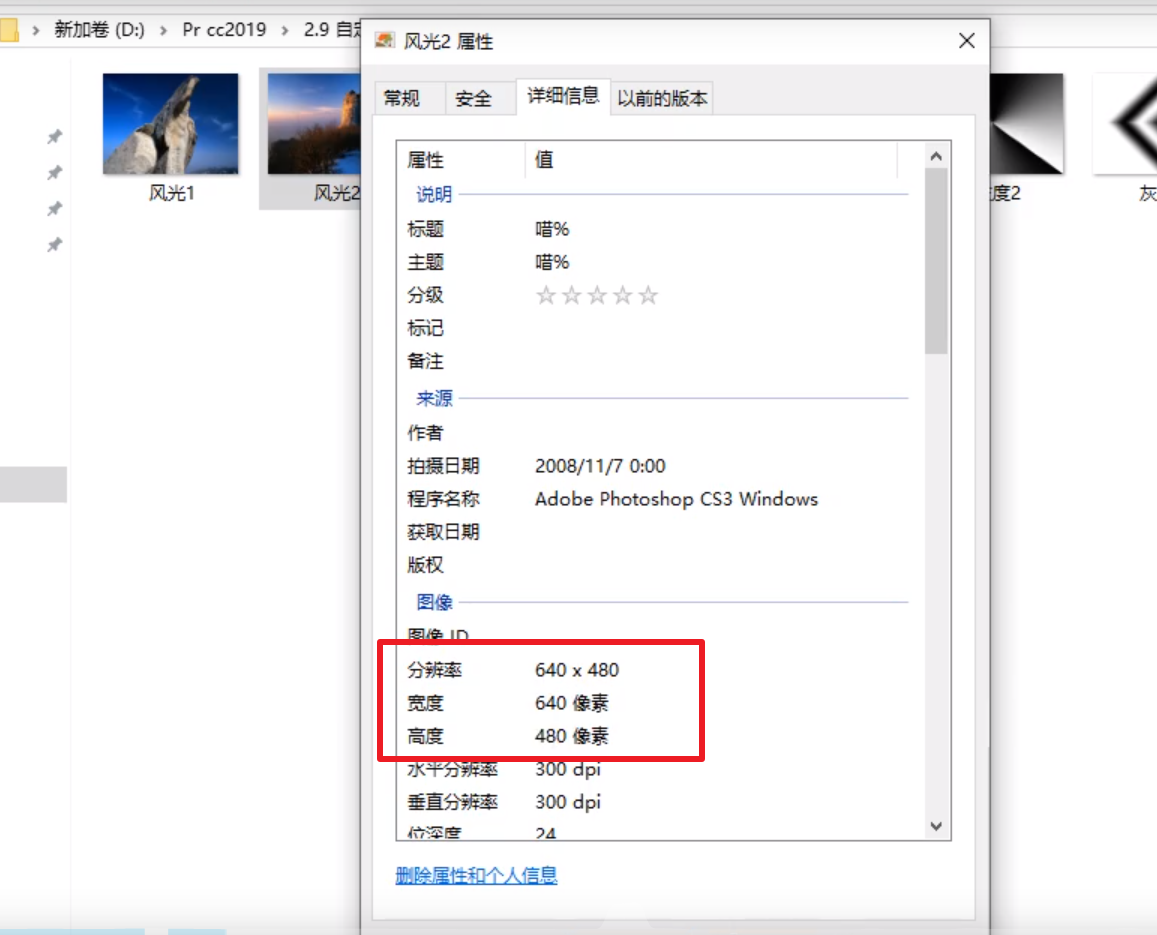 新加卷 (D:) › Pr cc2019 › 2.9
风光2 属性
常规 安全 详细信息 以前的版本
风光1
风光2
度2
灰
属性 值
说明
标题 喵%
主题 喵%
分级 ☆☆☆☆☆
标记
备注
来源
作者
拍摄日期 2008/11/7 0:00
程序名称 Adobe Photoshop CS3 Windows
获取日期
版权
图像
图像 ID
分辨率 640 x 480
宽度 640 像素
高度 480 像素
水平分辨率 300 dpi
垂直分辨率 300 dpi
位深度 24
删除属性和个人信息